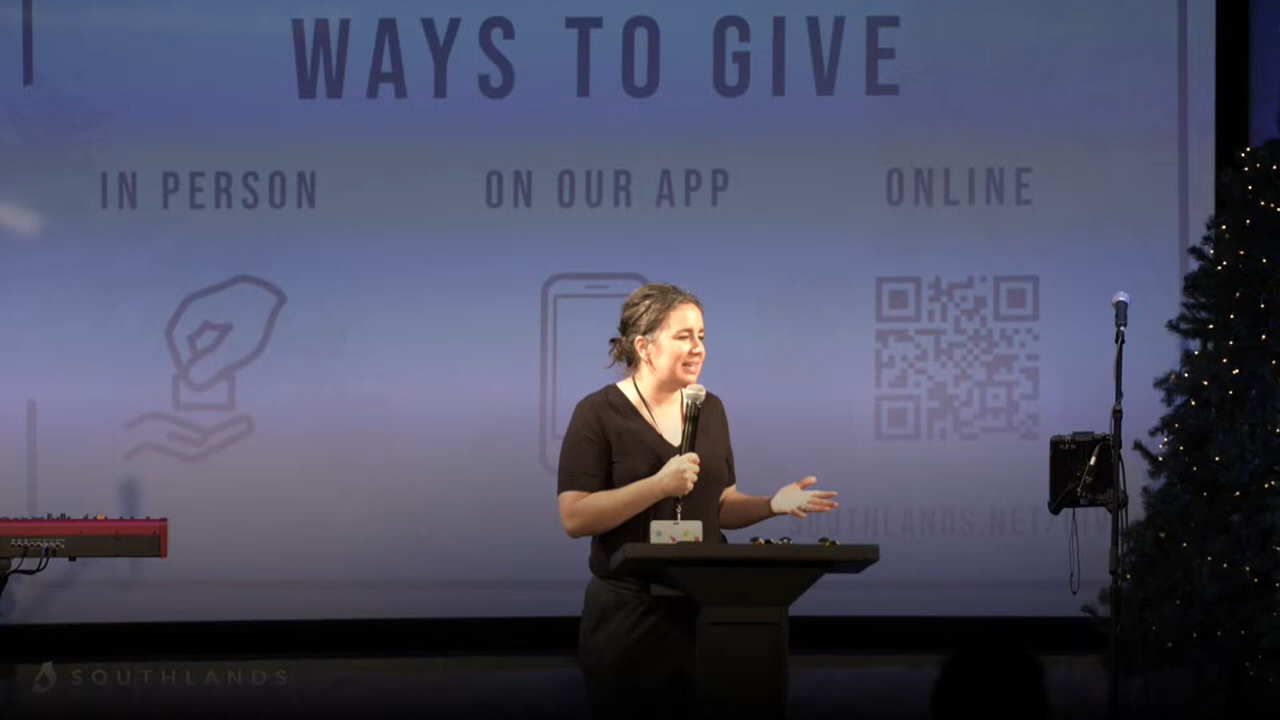 WAYS TO GIVE
IN PERSON
ON OUR APP
ONLINE
SOUTHLANDS